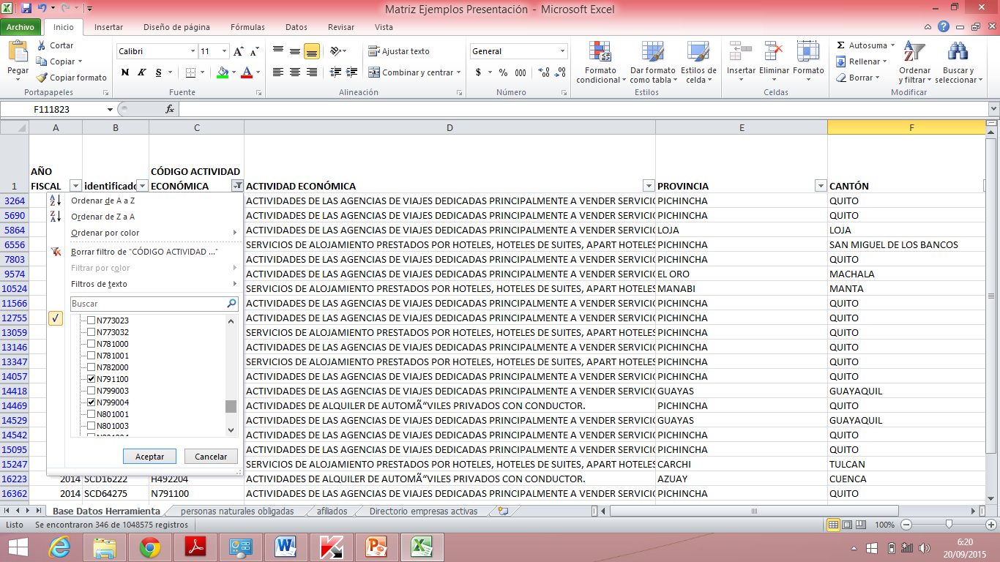 Matriz Ejemplos Presentación - Microsoft Excel
Archivo Inicio Insertar Diseño de página Fórmulas Datos Revisar Vista
Pegar
Cortar
Copiar
Copiar formato
Portapapeles
Calibri 11
N K S
Fuente
Ajustar texto
Combinar y centrar
Alineación
General
$ % 000
Número
Formato condicional
Dar formato como tabla
Estilos de celda
Estilos
Insertar Eliminar Formato
Celdas
Autosuma
Rellenar
Borrar
Ordenar y filtrar
Buscar y seleccionar
Modificar
F111823 fx
A B C D E F
1 AÑO FISCAL identificado CÓDIGO ACTIVIDAD ECONÓMICA ACTIVIDAD ECONÓMICA PROVINCIA CANTÓN
3264 ACTIVIDADES DE LAS AGENCIAS DE VIAJES DEDICADAS PRINCIPALMENTE A VENDER SERVICIO PICHINCHA QUITO
5690 ACTIVIDADES DE LAS AGENCIAS DE VIAJES DEDICADAS PRINCIPALMENTE A VENDER SERVICIO PICHINCHA QUITO
5864 ACTIVIDADES DE LAS AGENCIAS DE VIAJES DEDICADAS PRINCIPALMENTE A VENDER SERVICIO LOJA LOJA
6556 SERVICIOS DE ALOJAMIENTO PRESTADOS POR HOTELES, HOTELES DE SUITES, APART HOTELES PICHINCHA SAN MIGUEL DE LOS BANCOS
7803 ACTIVIDADES DE LAS AGENCIAS DE VIAJES DEDICADAS PRINCIPALMENTE A VENDER SERVICIO PICHINCHA QUITO
9574 ACTIVIDADES DE LAS AGENCIAS DE VIAJES DEDICADAS PRINCIPALMENTE A VENDER SERVICIO EL ORO MACHALA
10524 SERVICIOS DE ALOJAMIENTO PRESTADOS POR HOTELES, HOTELES DE SUITES, APART HOTELES MANABI MANTA
11566 ACTIVIDADES DE LAS AGENCIAS DE VIAJES DEDICADAS PRINCIPALMENTE A VENDER SERVICIO PICHINCHA QUITO
12755 ACTIVIDADES DE LAS AGENCIAS DE VIAJES DEDICADAS PRINCIPALMENTE A VENDER SERVICIO PICHINCHA QUITO
13059 SERVICIOS DE ALOJAMIENTO PRESTADOS POR HOTELES, HOTELES DE SUITES, APART HOTELES PICHINCHA QUITO
13146 ACTIVIDADES DE LAS AGENCIAS DE VIAJES DEDICADAS PRINCIPALMENTE A VENDER SERVICIO PICHINCHA QUITO
13347 SERVICIOS DE ALOJAMIENTO PRESTADOS POR HOTELES, HOTELES DE SUITES, APART HOTELES PICHINCHA QUITO
14057 ACTIVIDADES DE LAS AGENCIAS DE VIAJES DEDICADAS PRINCIPALMENTE A VENDER SERVICIO PICHINCHA QUITO
14418 ACTIVIDADES DE LAS AGENCIAS DE VIAJES DEDICADAS PRINCIPALMENTE A VENDER SERVICIO GUAYAS GUAYAQUIL
14469 ACTIVIDADES DE ALQUILER DE AUTOMÃ“VILES PRIVADOS CON CONDUCTOR. PICHINCHA QUITO
14529 ACTIVIDADES DE LAS AGENCIAS DE VIAJES DEDICADAS PRINCIPALMENTE A VENDER SERVICIO GUAYAS GUAYAQUIL
14542 ACTIVIDADES DE LAS AGENCIAS DE VIAJES DEDICADAS PRINCIPALMENTE A VENDER SERVICIO PICHINCHA QUITO
15095 ACTIVIDADES DE LAS AGENCIAS DE VIAJES DEDICADAS PRINCIPALMENTE A VENDER SERVICIO PICHINCHA QUITO
15247 SERVICIOS DE ALOJAMIENTO PRESTADOS POR HOTELES, HOTELES DE SUITES, APART HOTELES CARCHI TULCAN
16223 2014 SCD16222 H492204 ACTIVIDADES DE ALQUILER DE AUTOMÃ“VILES PRIVADOS CON CONDUCTOR. AZUAY CUENCA
16362 2014 SCD64275 N791100 ACTIVIDADES DE LAS AGENCIAS DE VIAJES DEDICADAS PRINCIPALMENTE A VENDER SERVICIO PICHINCHA QUITO
Ordenar de A a Z
Ordenar de Z a A
Ordenar por color
Borrar filtro de "CÓDIGO ACTIVIDAD ..."
Filtrar por color
Filtros de texto
Buscar
N773023
N773032
N781000
N781001
N782000
N791100
N799003
N799004
N801001
N801003
Aceptar Cancelar
Base Datos Herramienta personas naturales obligadas afiliados Directorio empresas activas
Listo Se encontraron 346 de 1048575 registros 100%
6:20
20/09/2015